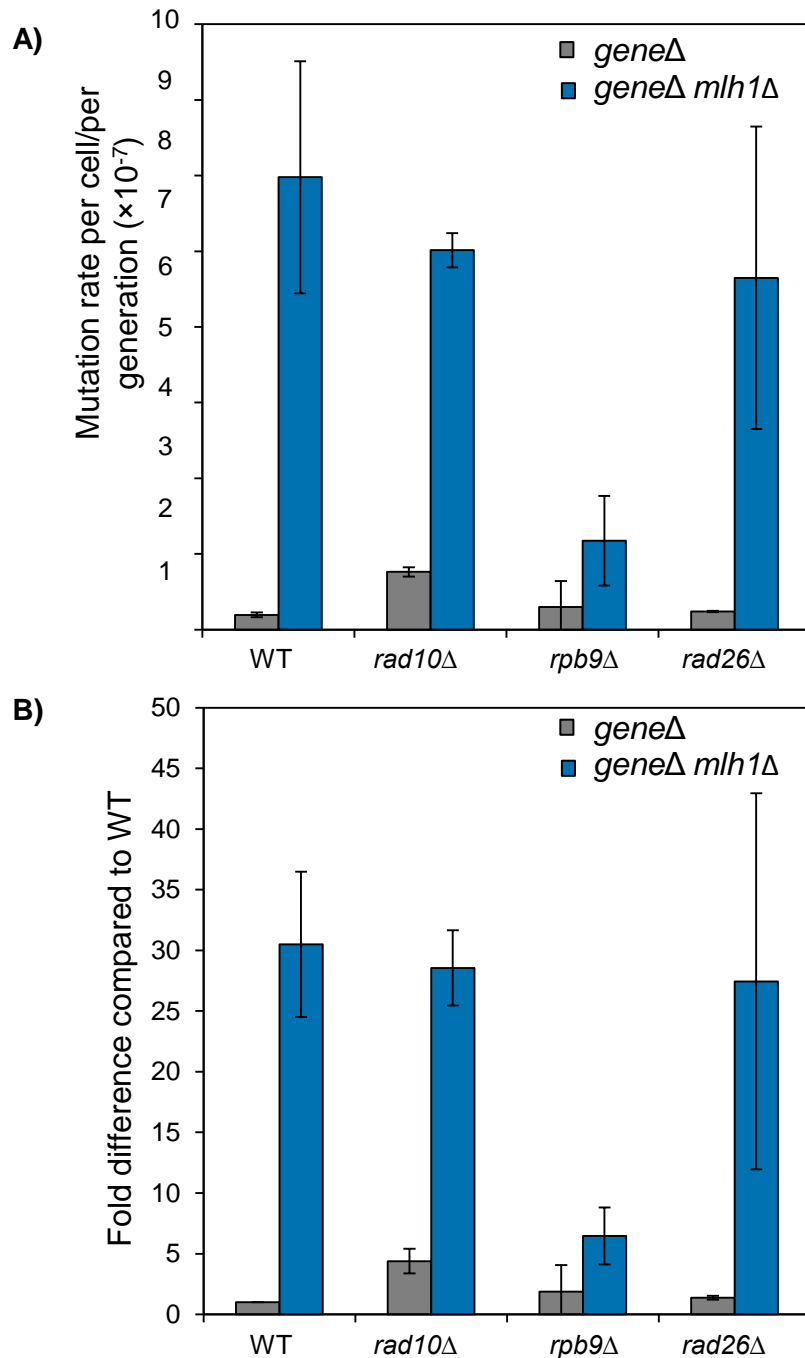 A)
Mutation rate per cell/per
generation (×10⁻⁷)
10
9
8
7
6
5
4
3
2
1
geneΔ
geneΔ mlh1Δ
WT
rad10Δ
rpb9Δ
rad26Δ
B)
Fold difference compared to WT
50
45
40
35
30
25
20
15
10
5
0
geneΔ
geneΔ mlh1Δ
WT
rad10Δ
rpb9Δ
rad26Δ